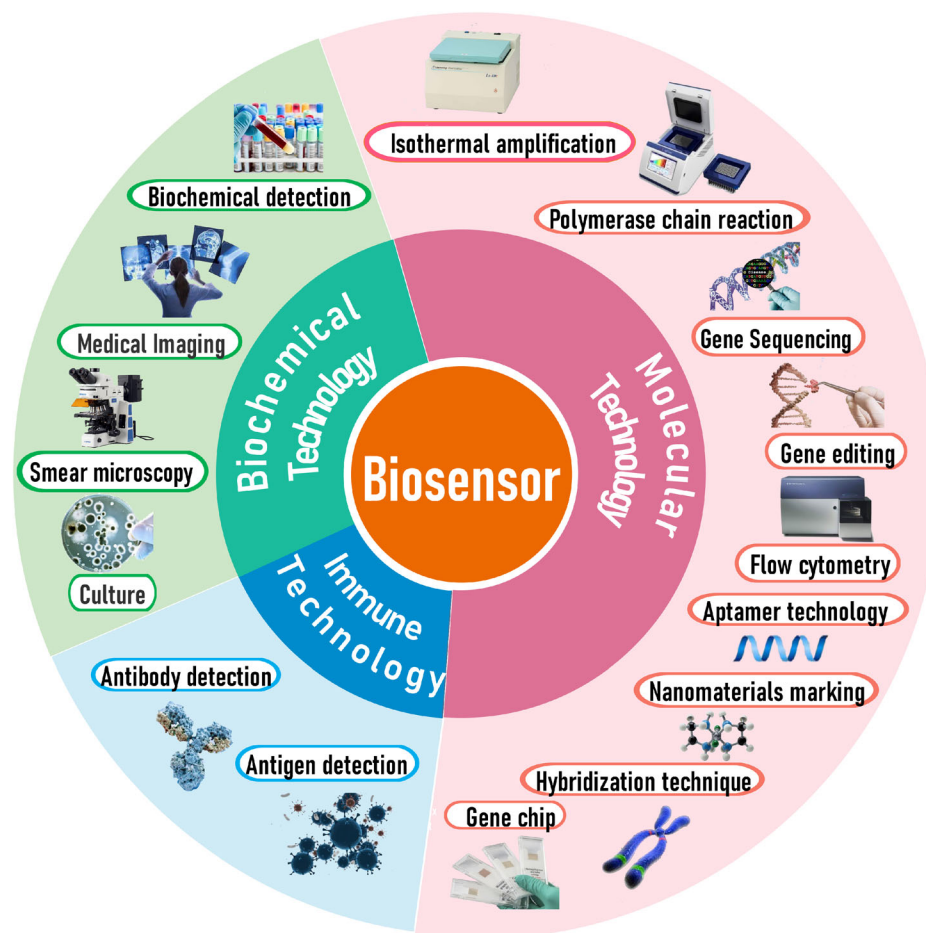 Isothermal amplification
Biochemical detection
Polymerase chain reaction
Medical Imaging
Gene Sequencing
Biochemical
Technology
Molecular
Technology
Gene editing
Smear microscopy
Biosensor
Flow cytometry
Culture
Immune
Technology
Aptamer technology
Antibody detection
Nanomaterials marking
Antigen detection
Hybridization technique
Gene chip